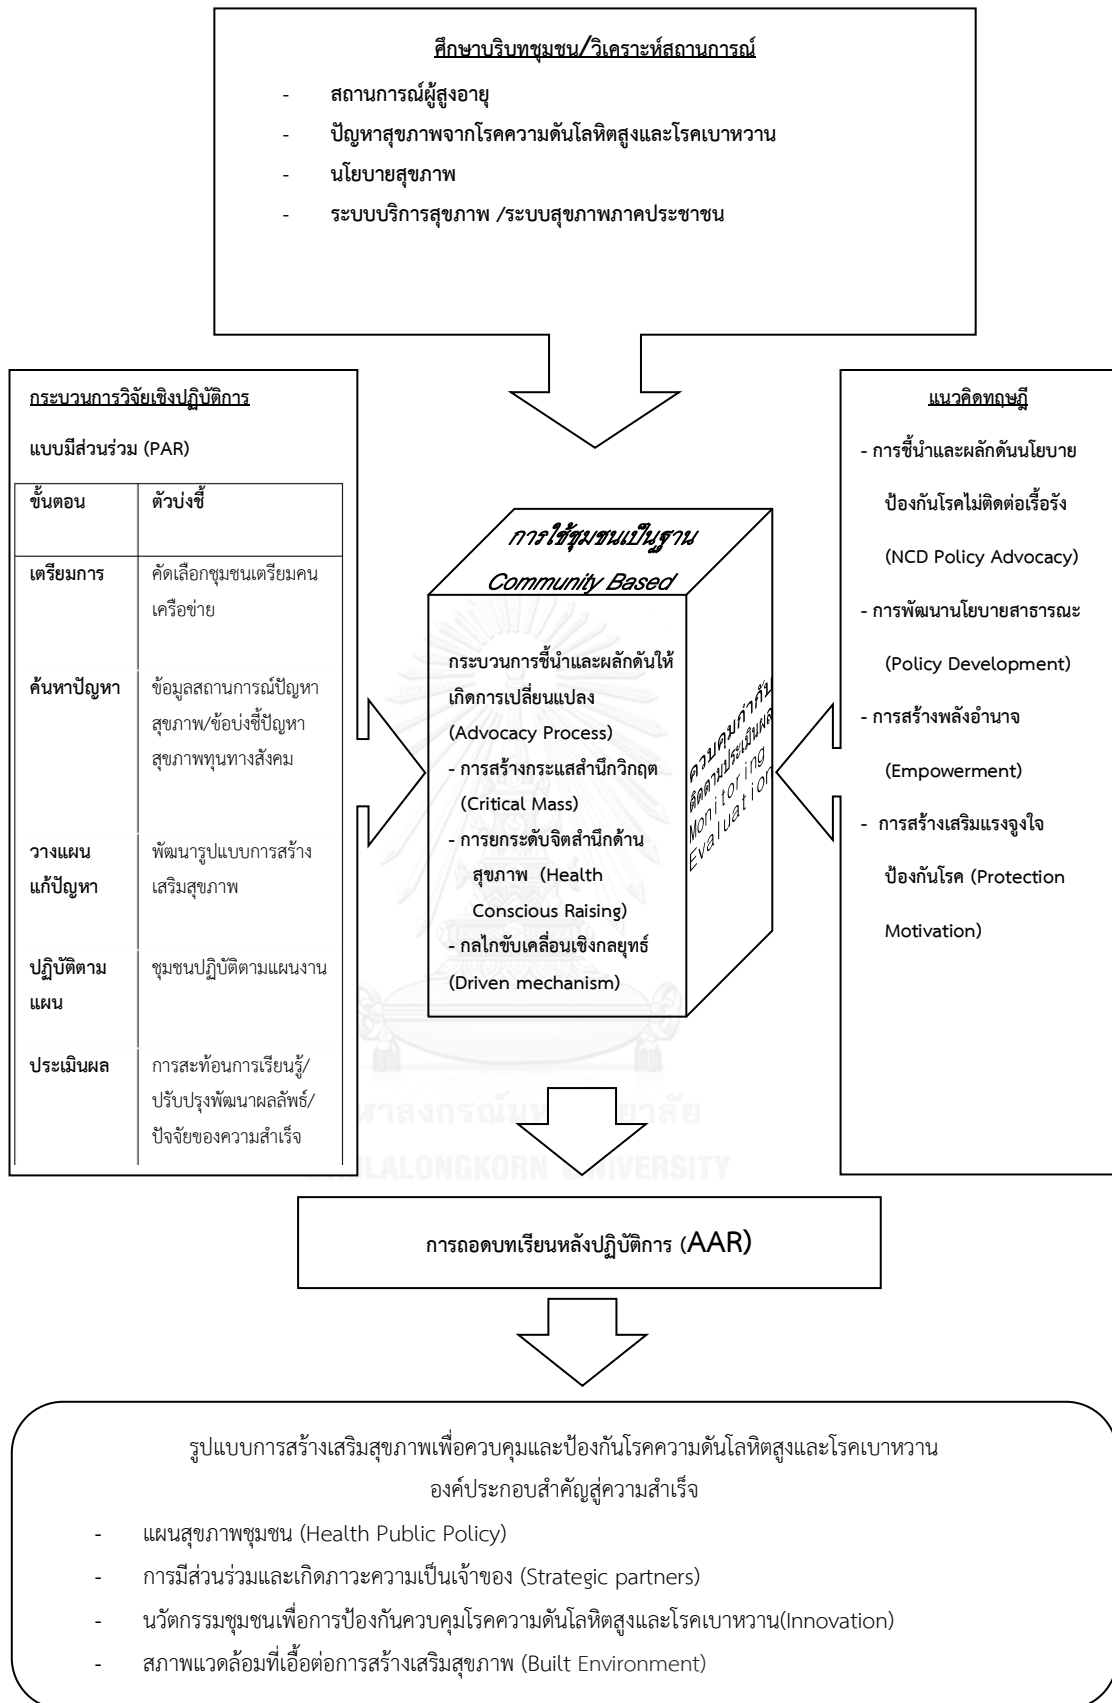 ศึกษาบริบทชุมชน/วิเคราะห์สถานการณ์
- สถานการณ์ผู้สูงอายุ
- ปัญหาสุขภาพจากโรคความดันโลหิตสูงและโรคเบาหวาน
- นโยบายสุขภาพ
- ระบบบริการสุขภาพ /ระบบสุขภาพภาคประชาชน
กระบวนการวิจัยเชิงปฏิบัติการ
แบบมีส่วนร่วม (PAR)
ขั้นตอน ตัวบ่งชี้
เตรียมการ คัดเลือกชุมชนเตรียมคน
เครือข่าย
ค้นหาปัญหา ข้อมูลสถานการณ์ปัญหา
สุขภาพ/ข้อบ่งชี้ปัญหา
สุขภาพทุนทางสังคม
วางแผน พัฒนารูปแบบการสร้าง
แก้ปัญหา เสริมสุขภาพ
ปฏิบัติตาม ชุมชนปฏิบัติตามแผนงาน
แผน
ประเมินผล การสะท้อนการเรียนรู้/
ปรับปรุงพัฒนาผลลัพธ์/
ปัจจัยของความสำเร็จ
การใช้ชุมชนเป็นฐาน
Community Based
กระบวนการชี้นำและผลักดันให้
เกิดการเปลี่ยนแปลง
(Advocacy Process)
- การสร้างกระแสสำนึกวิกฤต
(Critical Mass)
- การยกระดับจิตสำนึกด้าน
สุขภาพ (Health
Conscious Raising)
- กลไกขับเคลื่อนเชิงกลยุทธ์
(Driven mechanism)
ควบคุมกำกับ
ติดตามประเมินผล
Monitoring
Evaluation
แนวคิดทฤษฎี
- การชี้นำและผลักดันนโยบาย
ป้องกันโรคไม่ติดต่อเรื้อรัง
(NCD Policy Advocacy)
- การพัฒนานโยบายสาธารณะ
(Policy Development)
- การสร้างพลังอำนาจ
(Empowerment)
- การสร้างเสริมแรงจูงใจ
ป้องกันโรค (Protection
Motivation)
การถอดบทเรียนหลังปฏิบัติการ (AAR)
รูปแบบการสร้างเสริมสุขภาพเพื่อควบคุมและป้องกันโรคความดันโลหิตสูงและโรคเบาหวาน
องค์ประกอบสำคัญสู่ความสำเร็จ
- แผนสุขภาพชุมชน (Health Public Policy)
- การมีส่วนร่วมและเกิดภาวะความเป็นเจ้าของ (Strategic partners)
- นวัตกรรมชุมชนเพื่อการป้องกันควบคุมโรคความดันโลหิตสูงและโรคเบาหวาน(Innovation)
- สภาพแวดล้อมที่เอื้อต่อการสร้างเสริมสุขภาพ (Built Environment)